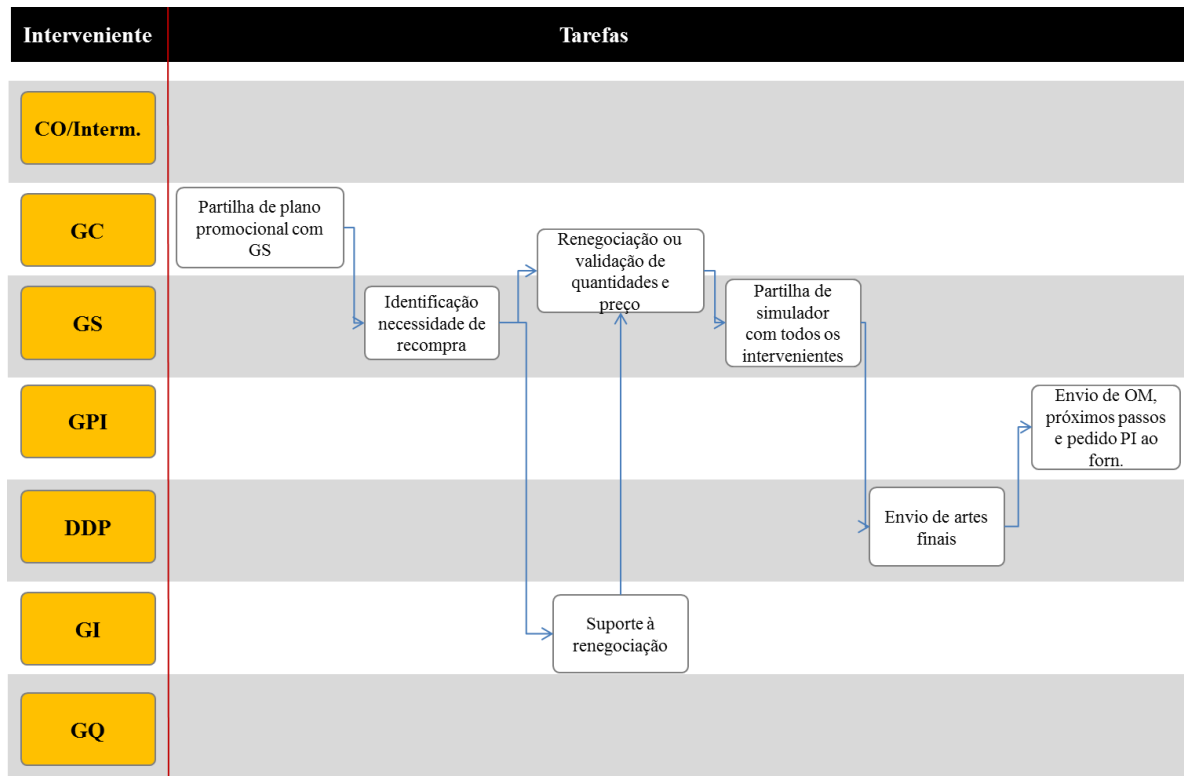 Interveniente
Tarefas
CO/Interm.
GC
Partilha de plano
promocional com
GS
Renegociação ou
validação de
quantidades e
preço
GS
Identificação
necessidade de
recompra
Partilha de
simulador
com todos os
intervenientes
GPI
Envio de OM,
próximos passos
e pedido PI ao
forn.
DDP
Envio de artes
finais
GI
Suporte à
renegociação
GQ